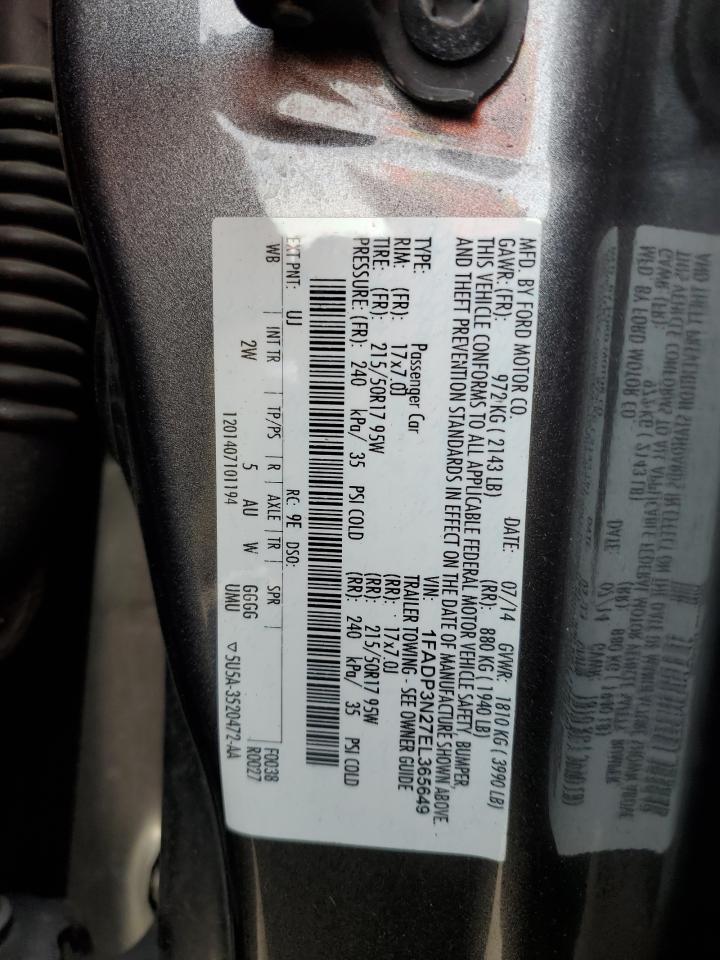 MFD. BY FORD MOTOR CO.
DATE: 07/14 GVWR: 1810 KG ( 3990 LB)
GAWR: (FR): 972 KG ( 2143 LB) (RR): 880 KG ( 1940 LB)
THIS VEHICLE CONFORMS TO ALL APPLICABLE FEDERAL MOTOR VEHICLE SAFETY, BUMPER,
AND THEFT PREVENTION STANDARDS IN EFFECT ON THE DATE OF MANUFACTURE SHOWN ABOVE.
VIN: 1FADP3N27EL365649
TYPE: Passenger Car TRAILER TOWING - SEE OWNER GUIDE
RIM: (FR): 17x7.0J (RR): 17x7.0J
TIRE: (FR): 215/50R17 95W (RR): 215/50R17 95W
PRESSURE: (FR): 240 kPa/ 35 PSI COLD (RR): 240 kPa/ 35 PSI COLD
EXT PNT: UJ RC: 9E DSO: F0038
WB INT TR TP/PS R AXLE TR SPR R0027
2W 5 AU W GGGG
1201407101194 UMU ▽5U5A-3520472-AA